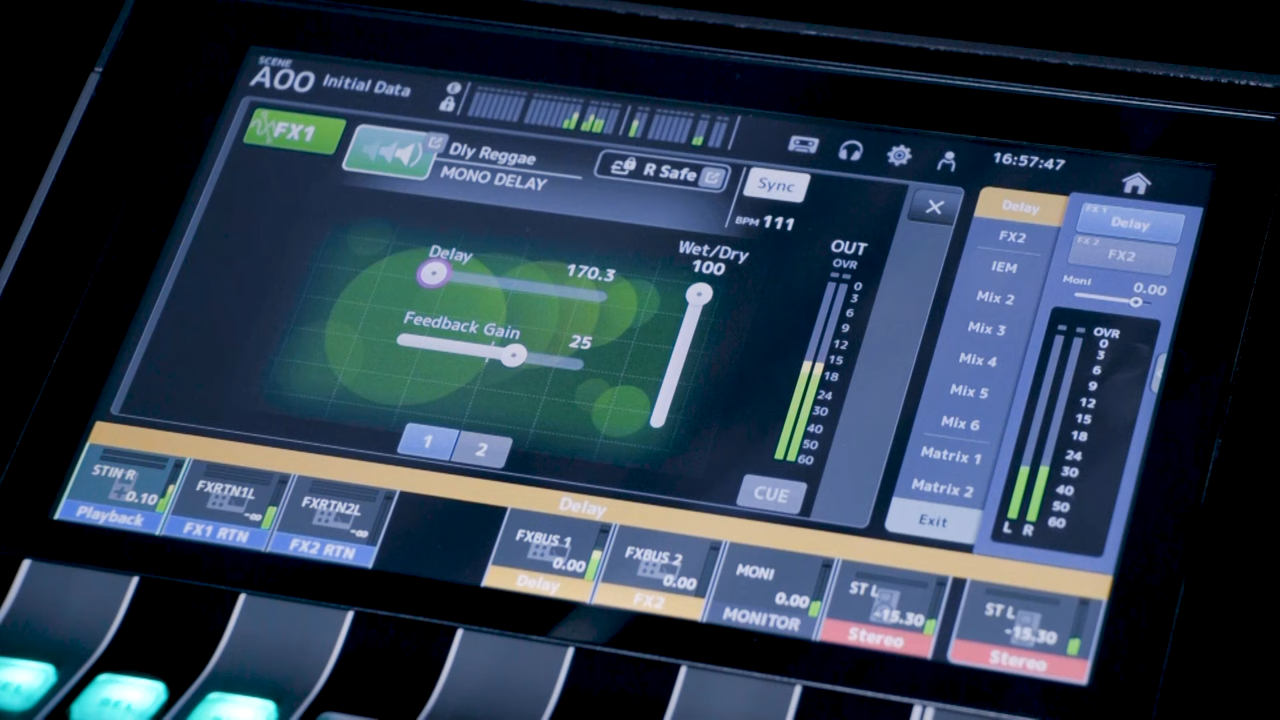 SCENE
A00 Initial Data
16:57:47
FX1
Dly Reggae
MONO DELAY
R Safe
Sync
BPM 111
Delay
170.3
Feedback Gain
25
Wet/Dry
100
OUT
OVR
0
3
6
9
12
15
18
24
30
40
50
60
1
2
CUE
Delay
FX2
IEM
Mix 2
Mix 3
Mix 4
Mix 5
Mix 6
Matrix 1
Matrix 2
Exit
FX 1
Delay
FX 2
FX2
Moni
0.00
OVR
0
3
6
9
12
15
18
24
30
40
50
60
L R
Delay
STIN R
0.10
Playback
FXRTN1L
-∞
FX1 RTN
FXRTN2L
-∞
FX2 RTN
FXBUS 1
0.00
Delay
FXBUS 2
0.00
FX2
MONI
0.00
MONITOR
ST L
-15.30
Stereo
ST L
-15.30
Stereo